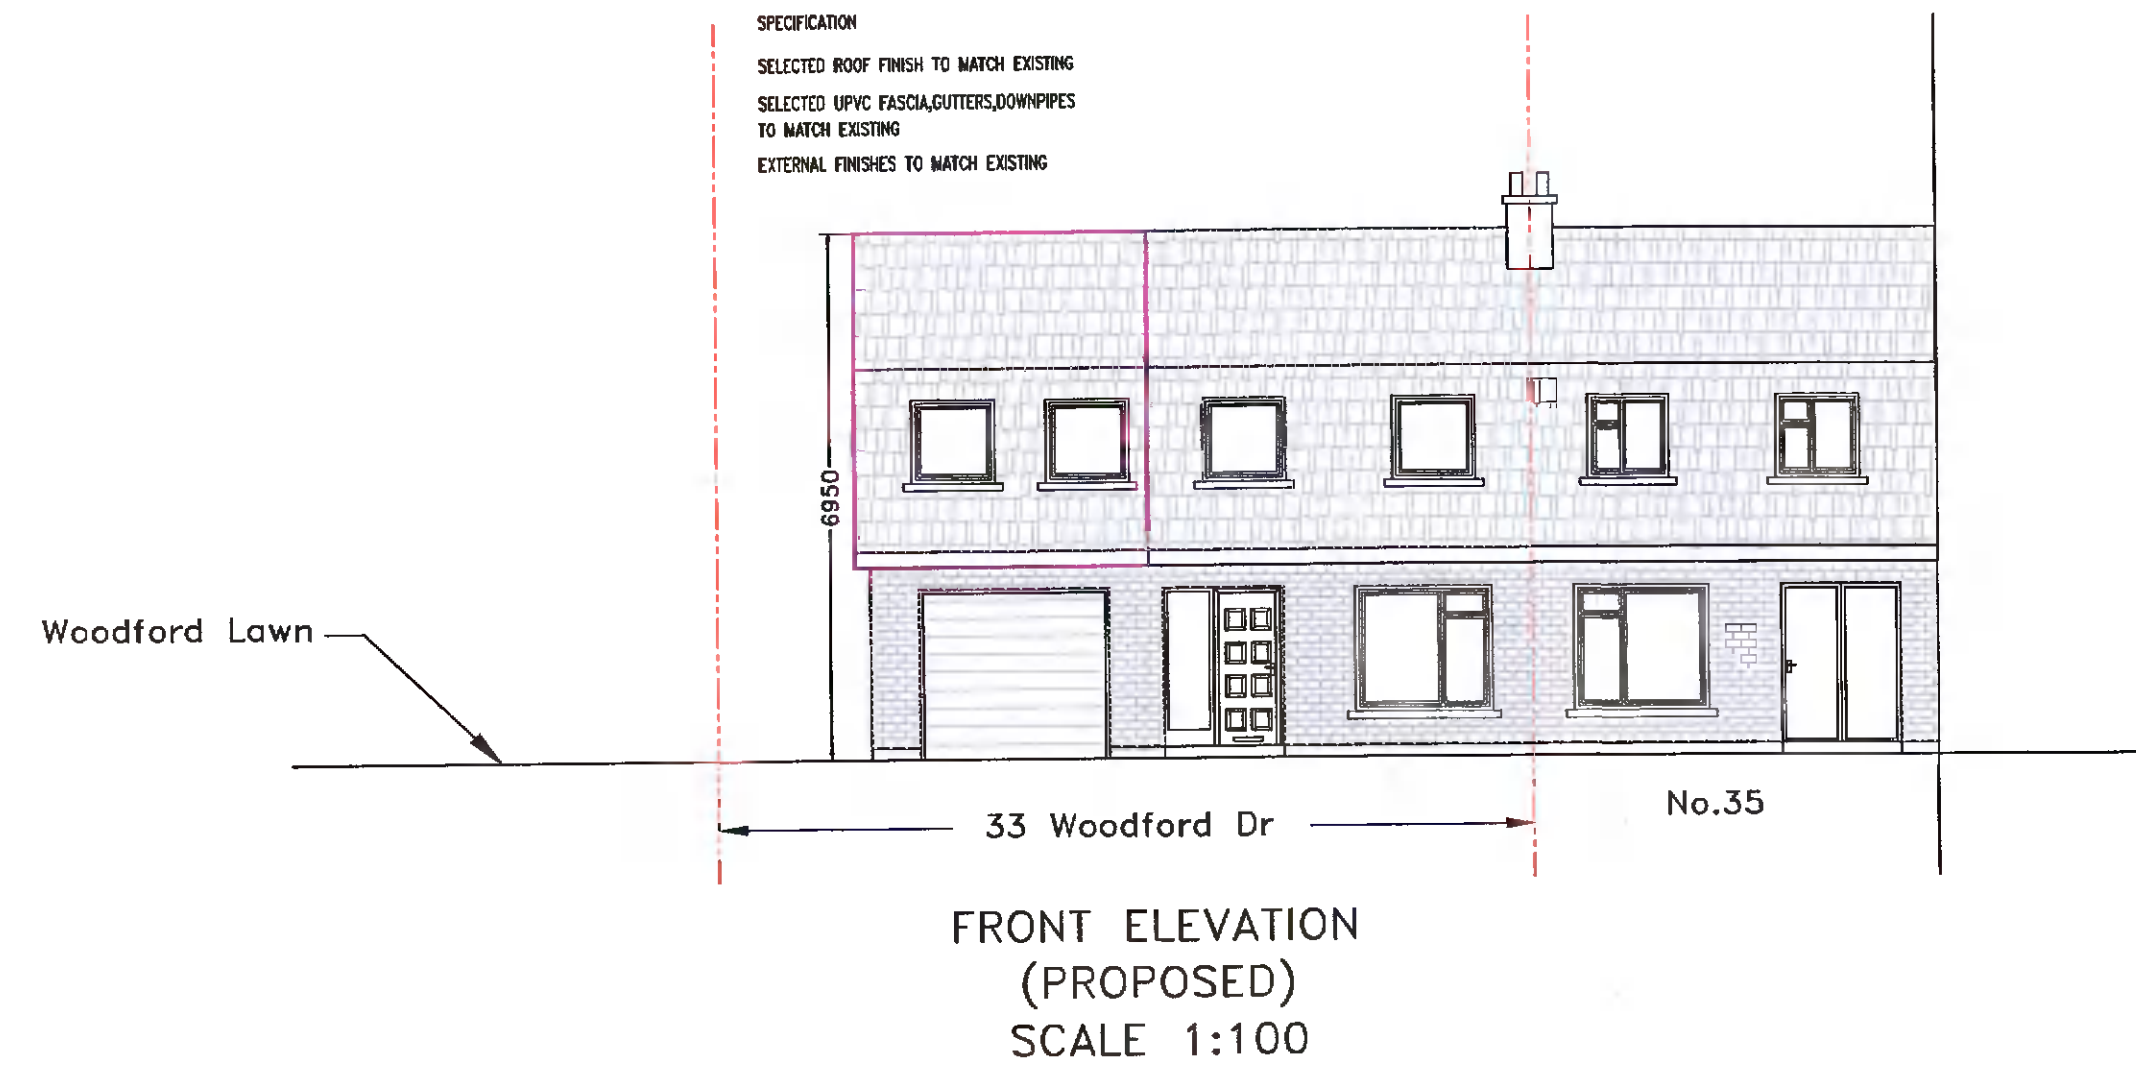 SPECIFICATION
SELECTED ROOF FINISH TO MATCH EXISTING
SELECTED UPVC FASCIA,GUTTERS,DOWNPIPES
TO MATCH EXISTING
EXTERNAL FINISHES TO MATCH EXISTING
6950
Woodford Lawn
No.35
33 Woodford Dr
FRONT ELEVATION
(PROPOSED)
SCALE 1:100